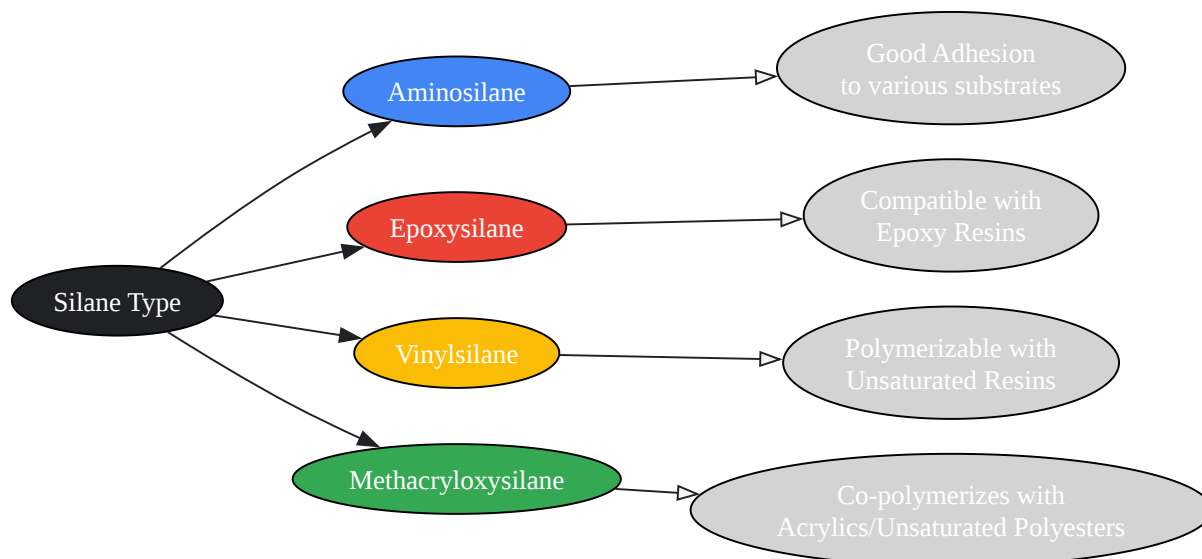 Silane Type
Aminosilane
Good Adhesion
to various substrates
Epoxysilane
Compatible with
Epoxy Resins
Vinylsilane
Polymerizable with
Unsaturated Resins
Methacryloxysilane
Co-polymerizes with
Acrylics/Unsaturated Polyesters